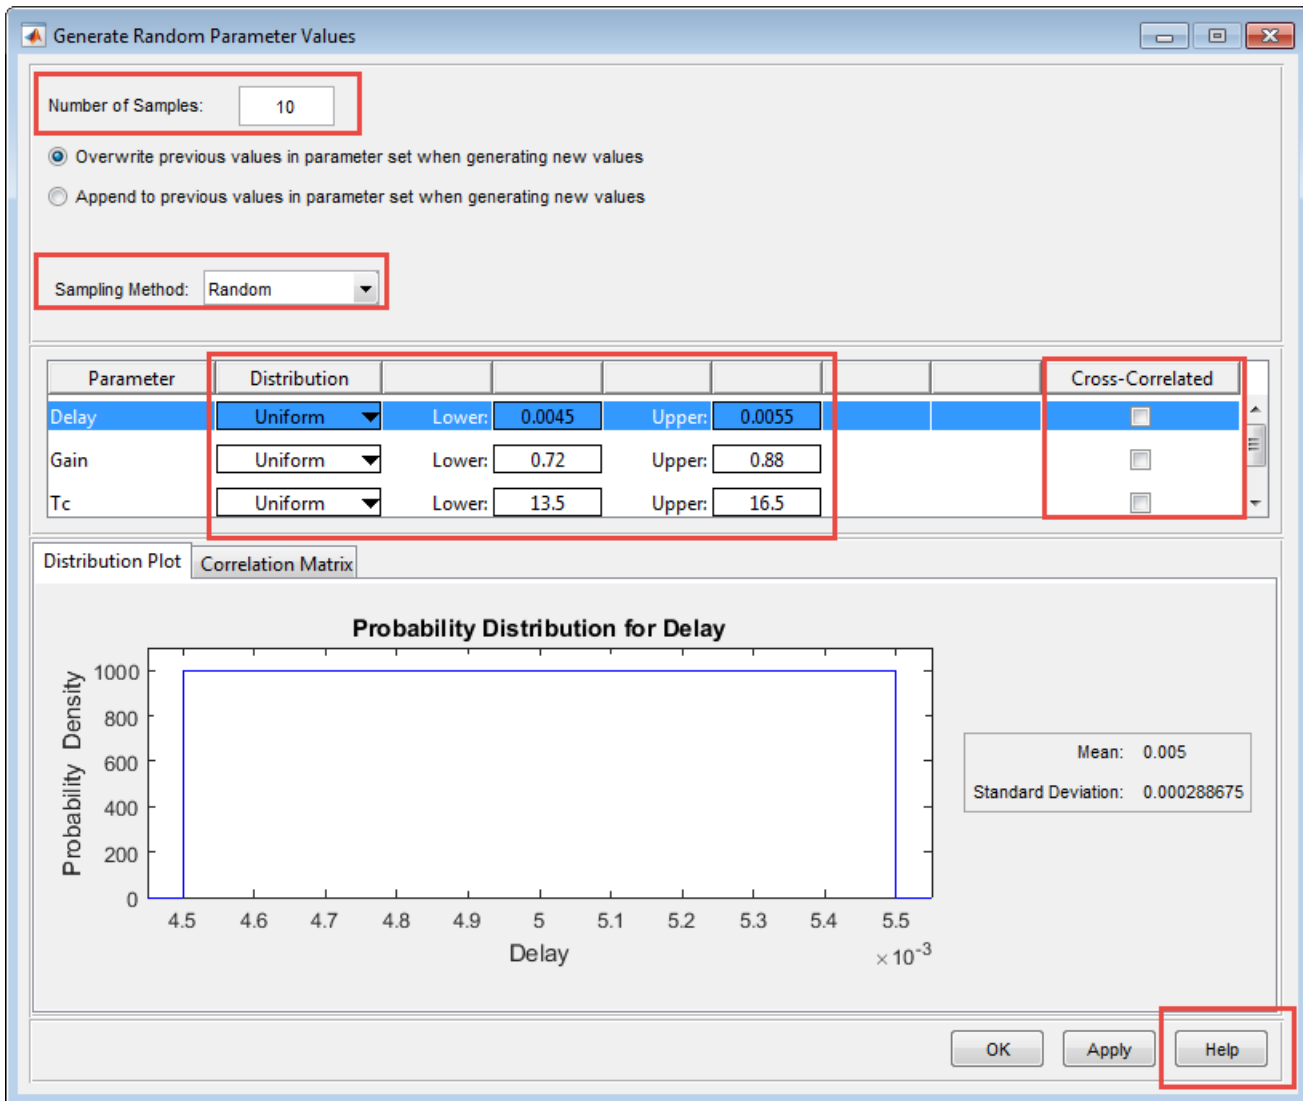 Generate Random Parameter Values
Number of Samples: 10
Overwrite previous values in parameter set when generating new values
Append to previous values in parameter set when generating new values
Sampling Method: Random
Parameter Distribution Cross-Correlated
Delay Uniform Lower: 0.0045 Upper: 0.0055
Gain Uniform Lower: 0.72 Upper: 0.88
Tc Uniform Lower: 13.5 Upper: 16.5
Distribution Plot Correlation Matrix
Probability Distribution for Delay
Probability Density
1000
800
600
400
200
0
4.5 4.6 4.7 4.8 4.9 5 5.1 5.2 5.3 5.4 5.5
Delay
× 10-3
Mean: 0.005
Standard Deviation: 0.000288675
OK Apply Help